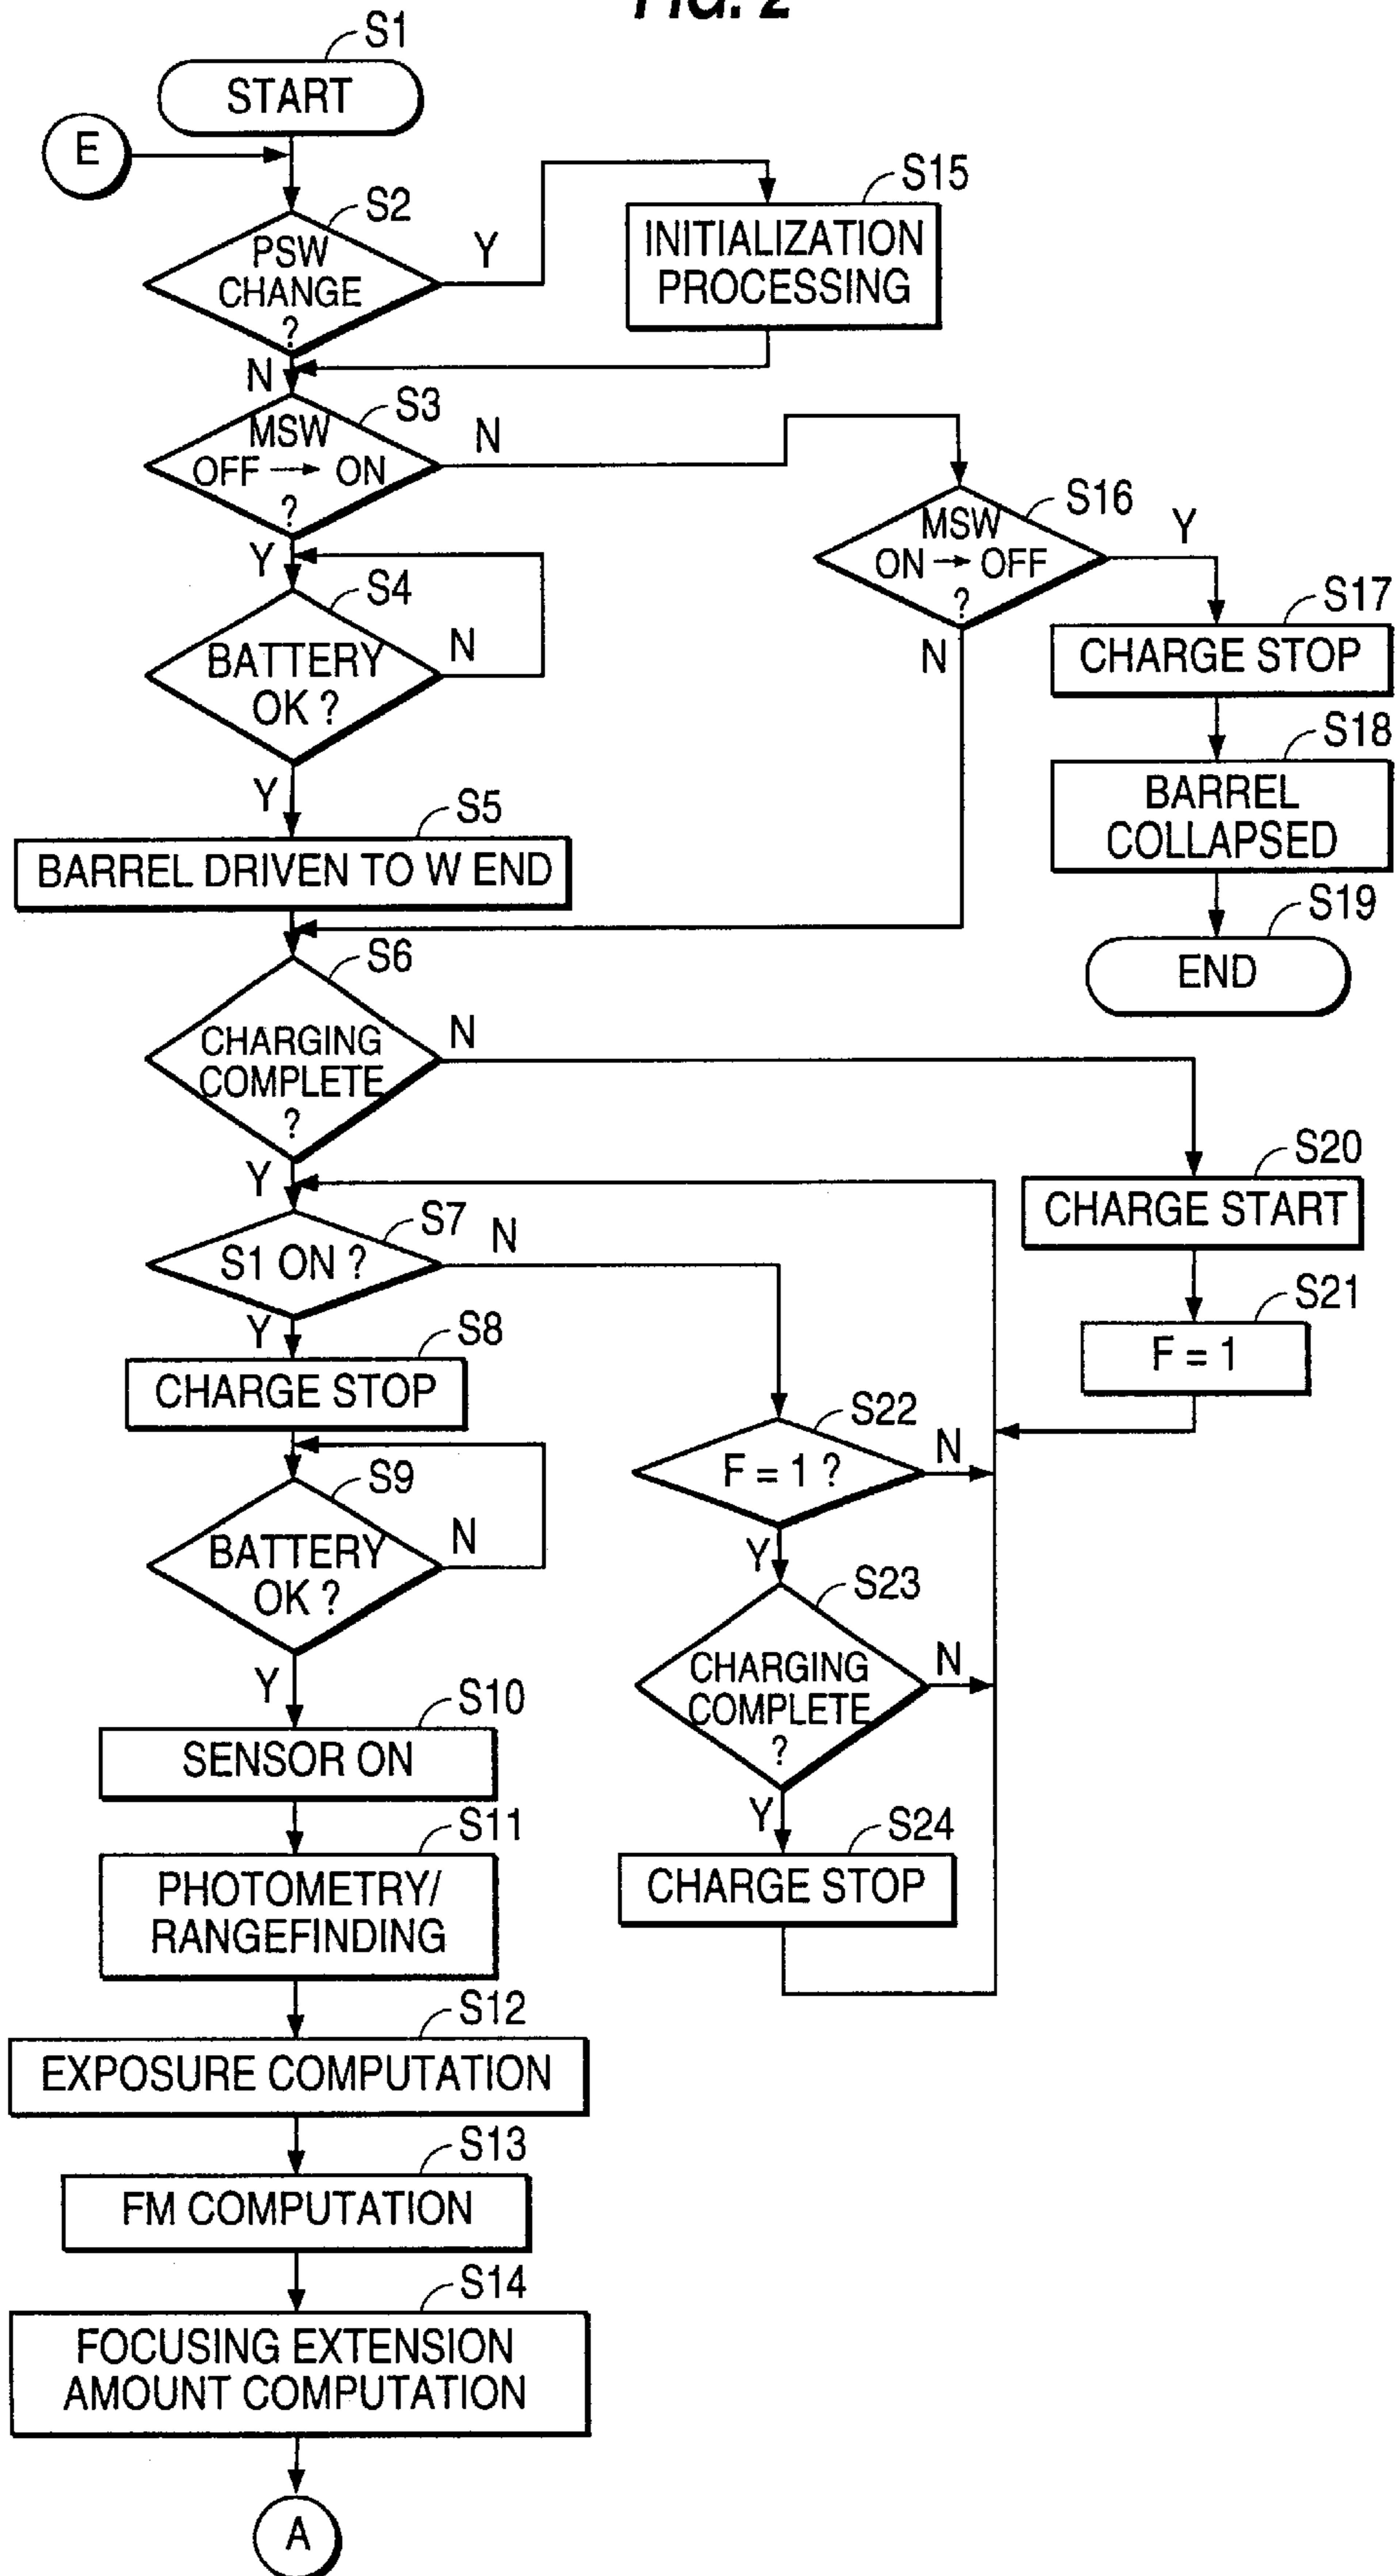 FIG. 2
S1
START
E
S2
PSW
CHANGE
?
Y
N
S15
INITIALIZATION
PROCESSING
S3
MSW
OFF → ON
?
N
Y
S16
MSW
ON → OFF
?
Y
N
S4
BATTERY
OK ?
N
Y
S17
CHARGE STOP
S18
BARREL
COLLAPSED
S19
END
S5
BARREL DRIVEN TO W END
S6
CHARGING
COMPLETE
?
N
Y
S20
CHARGE START
S21
F = 1
S7
S1 ON ?
N
Y
S8
CHARGE STOP
S22
F = 1 ?
N
Y
S9
BATTERY
OK ?
N
Y
S23
CHARGING
COMPLETE
?
N
Y
S24
CHARGE STOP
S10
SENSOR ON
S11
PHOTOMETRY/
RANGEFINDING
S12
EXPOSURE COMPUTATION
S13
FM COMPUTATION
S14
FOCUSING EXTENSION
AMOUNT COMPUTATION
A